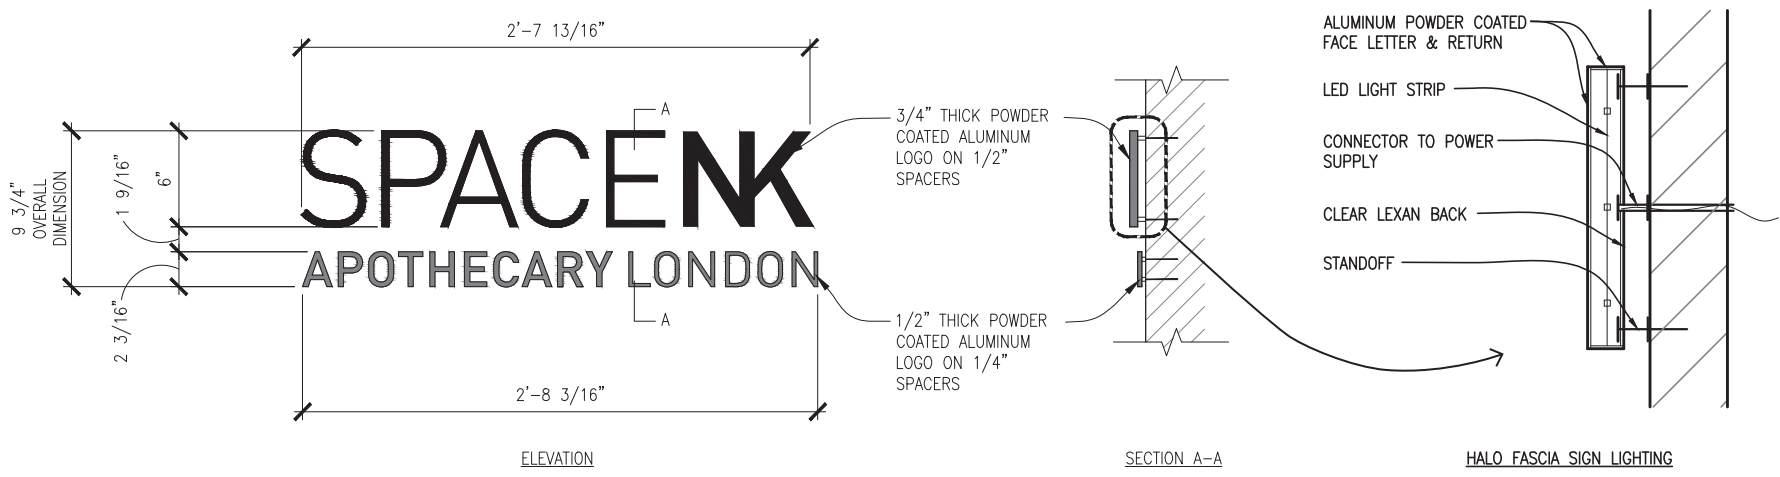 2'-7 13/16"
A
SPACENK
APOTHECARY LONDON
A
9 3/4"
OVERALL
DIMENSION
1 9/16"
6"
2 3/16"
2'-8 3/16"
ELEVATION
3/4" THICK POWDER
COATED ALUMINUM
LOGO ON 1/2"
SPACERS
1/2" THICK POWDER
COATED ALUMINUM
LOGO ON 1/4"
SPACERS
SECTION A-A
ALUMINUM POWDER COATED
FACE LETTER & RETURN
LED LIGHT STRIP
CONNECTOR TO POWER
SUPPLY
CLEAR LEXAN BACK
STANDOFF
HALO FASCIA SIGN LIGHTING